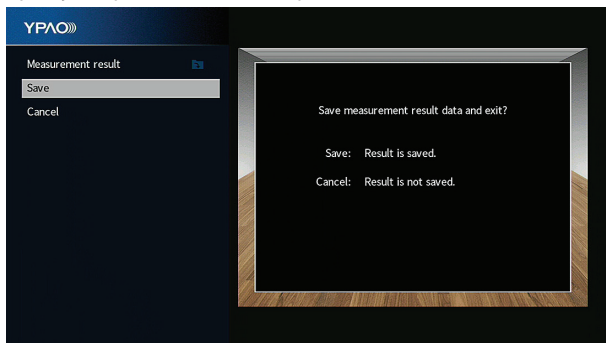 YPAO
Measurement result
Save
Cancel
Save measurement result data and exit?
Save: Result is saved.
Cancel: Result is not saved.